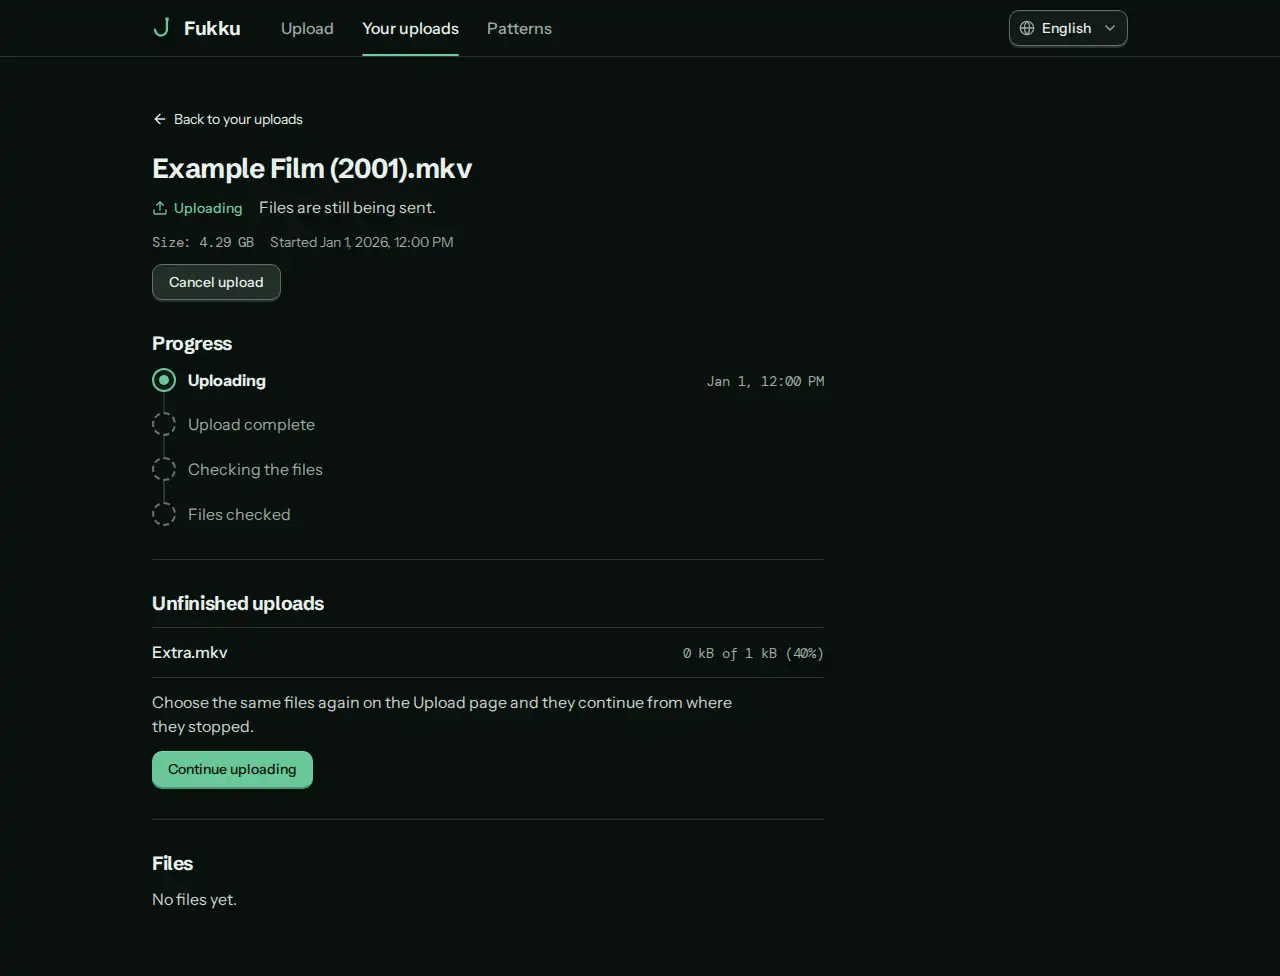 Fukku
Upload
Your uploads
Patterns
English
Back to your uploads
Example Film (2001).mkv
Uploading
Files are still being sent.
Size: 4.29 GB
Started Jan 1, 2026, 12:00 PM
Cancel upload
Progress
Uploading
Jan 1, 12:00 PM
Upload complete
Checking the files
Files checked
Unfinished uploads
Extra.mkv
0 kB of 1 kB (40%)
Choose the same files again on the Upload page and they continue from where
they stopped.
Continue uploading
Files
No files yet.